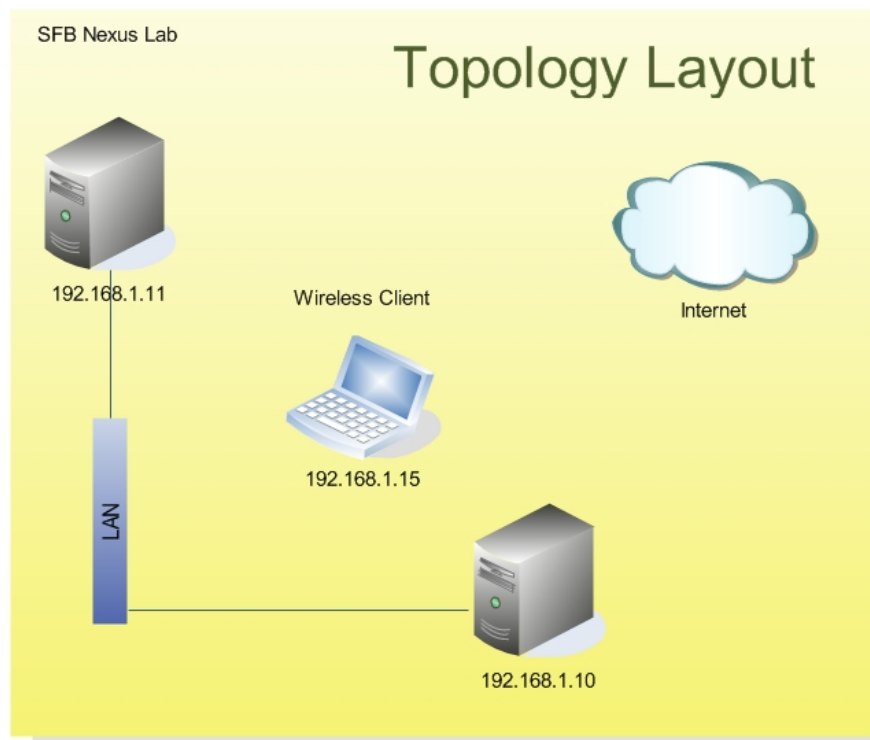 SFB Nexus Lab
Topology Layout
192.168.1.11
Wireless Client
Internet
192.168.1.15
LAN
192.168.1.10